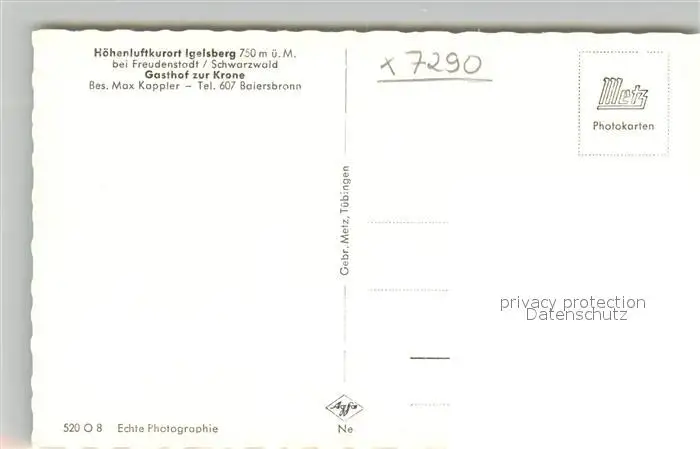 Höhenluftkurort Igelsberg 750 m ü. M.
bei Freudenstadt / Schwarzwald
Gasthof zur Krone
Bes. Max Kappler – Tel. 607 Baiersbronn
x 7290
Metz
Photokarten
Gebr. Metz, Tübingen
privacy protection
Datenschutz
Agfa
520 O 8 Echte Photographie
Ne